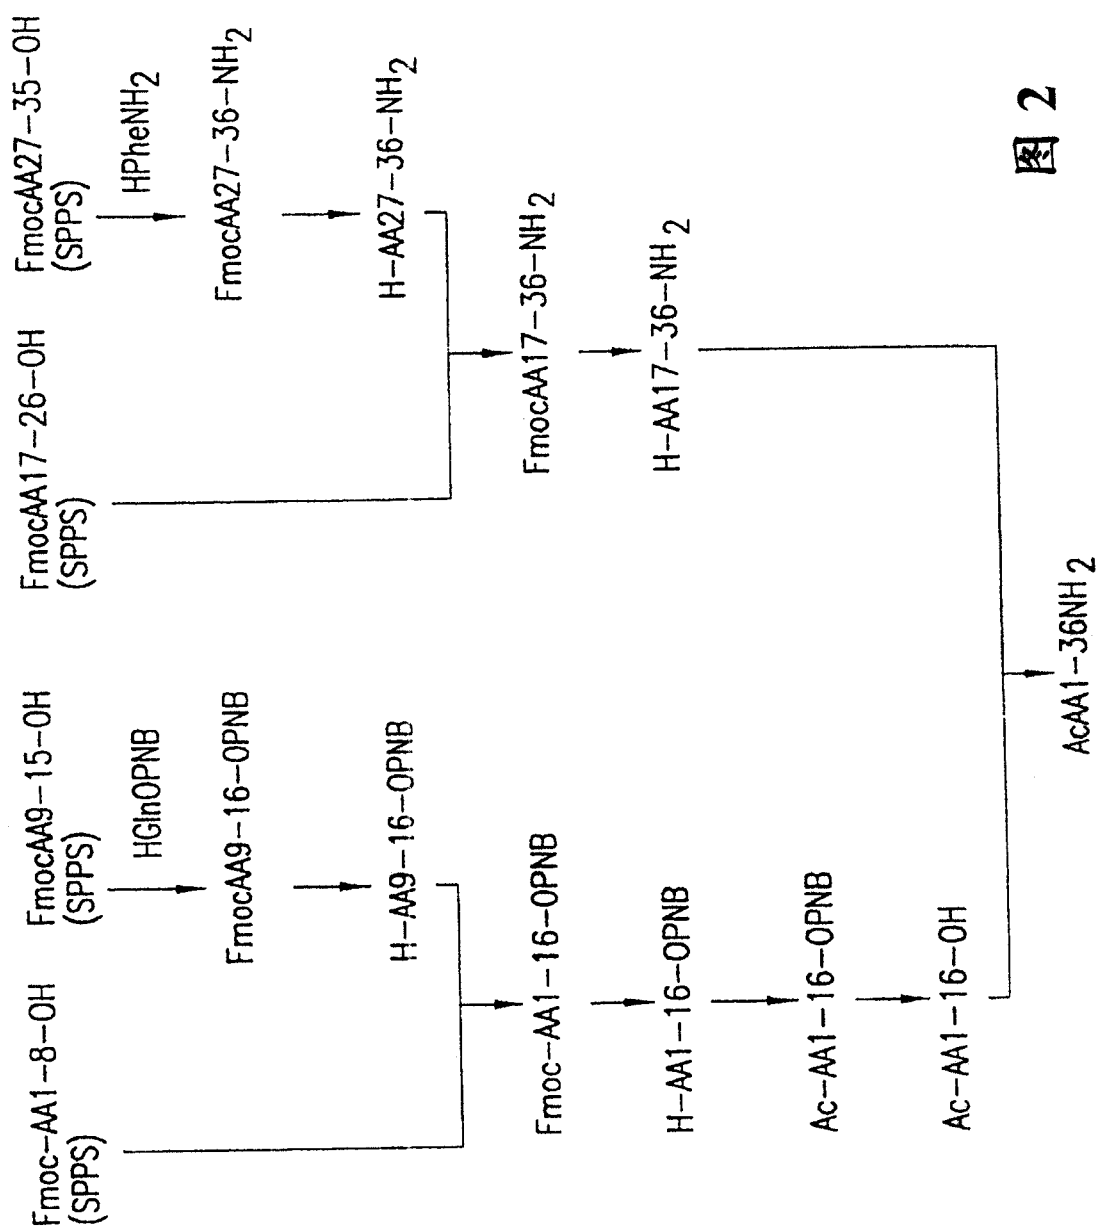 Fmoc-AA1-8-OH
(SPPS)
FmocAA9-15-OH
(SPPS)
HGlnOPNB
FmocAA9-16-OPNB
H-AA9-16-OPNB
Fmoc-AA1-16-OPNB
H-AA1-16-OPNB
Ac-AA1-16-OPNB
Ac-AA1-16-OH
FmocAA17-26-OH
(SPPS)
FmocAA27-35-OH
(SPPS)
HPheNH2
FmocAA27-36-NH2
H-AA27-36-NH2
FmocAA17-36-NH2
H-AA17-36-NH2
AcAA1-36NH2
图 2